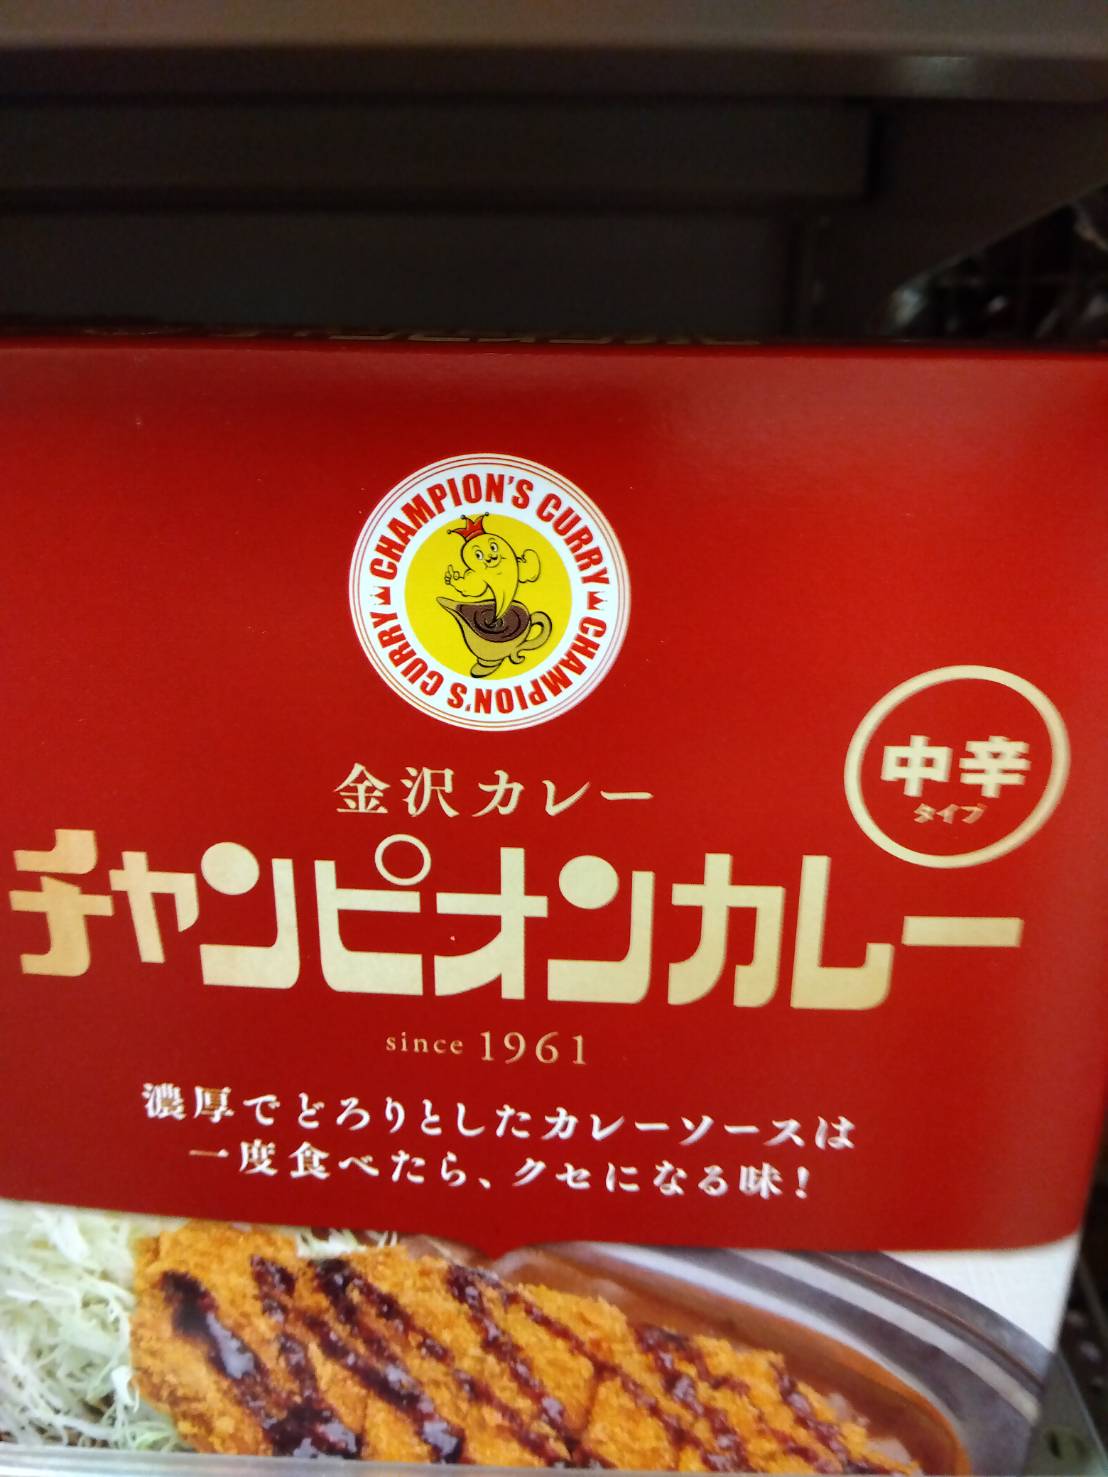 CHAMPION'S CURRY CHAMPION'S CURRY
金沢カレー
中辛
タイプ
チャンピオンカレー
since 1961
濃厚でどろりとしたカレーソースは
一度食べたら、クセになる味！